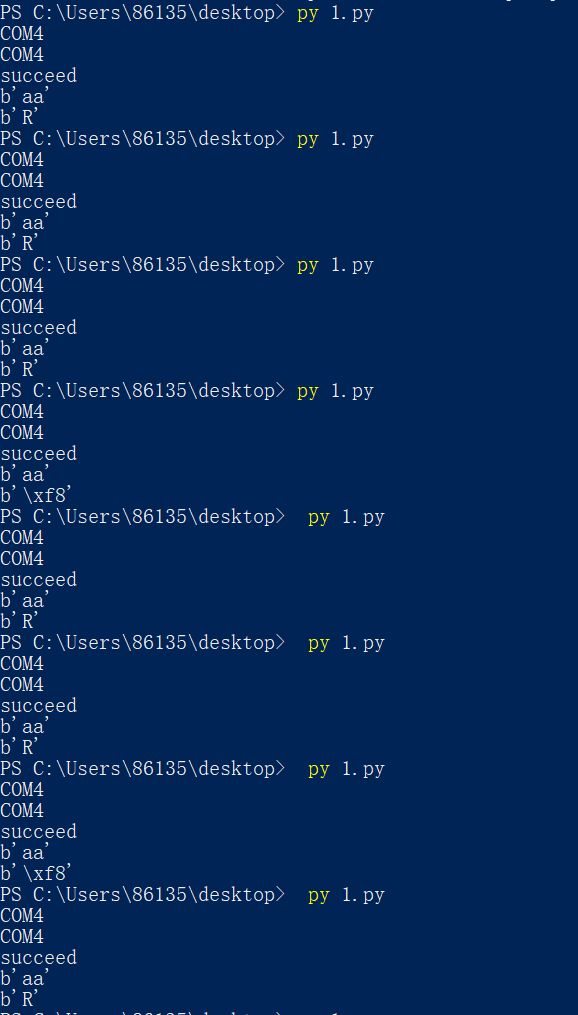 PS C:\Users\86135\desktop> py 1.py
COM4
COM4
succeed
b'aa'
b'R'
PS C:\Users\86135\desktop> py 1.py
COM4
COM4
succeed
b'aa'
b'R'
PS C:\Users\86135\desktop> py 1.py
COM4
COM4
succeed
b'aa'
b'R'
PS C:\Users\86135\desktop> py 1.py
COM4
COM4
succeed
b'aa'
b'\xf8'
PS C:\Users\86135\desktop>  py 1.py
COM4
COM4
succeed
b'aa'
b'R'
PS C:\Users\86135\desktop>  py 1.py
COM4
COM4
succeed
b'aa'
b'R'
PS C:\Users\86135\desktop>  py 1.py
COM4
COM4
succeed
b'aa'
b'\xf8'
PS C:\Users\86135\desktop>  py 1.py
COM4
COM4
succeed
b'aa'
b'R'